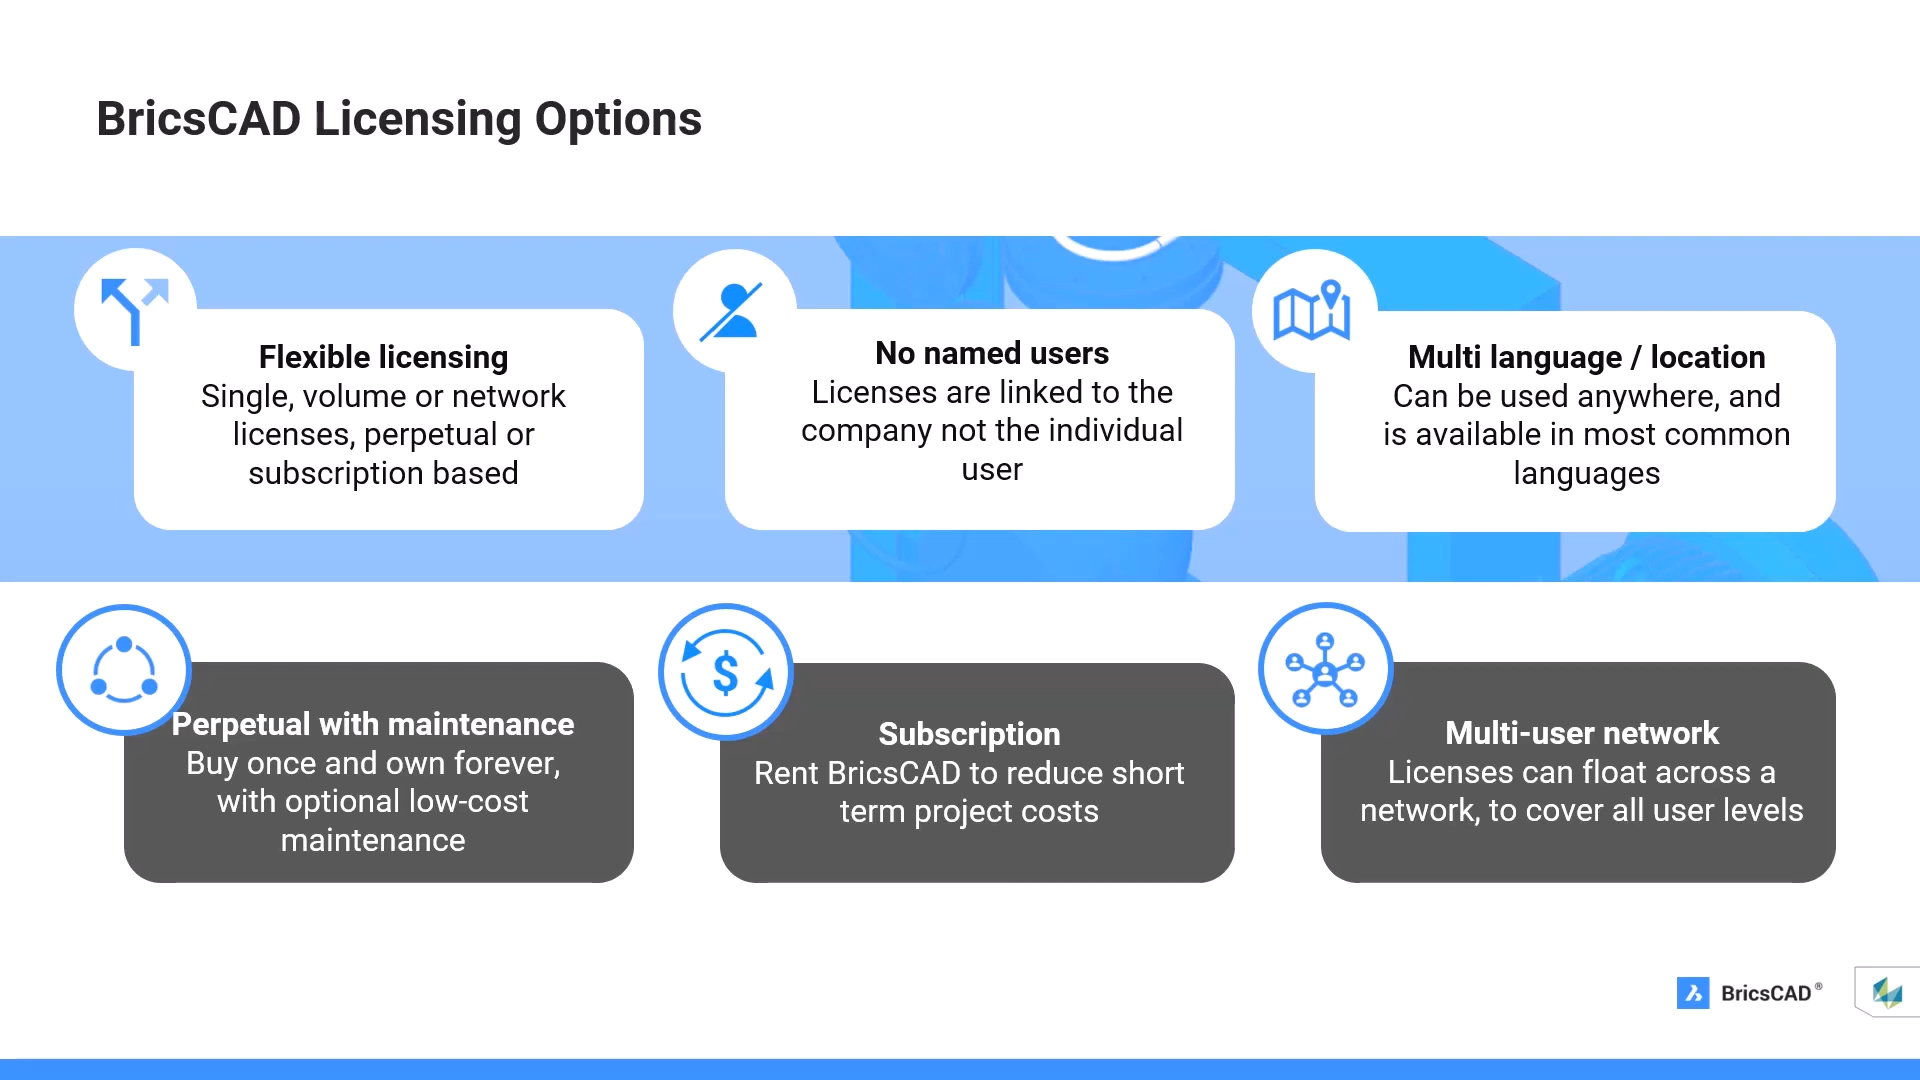 BricsCAD Licensing Options
Flexible licensing
Single, volume or network
licenses, perpetual or
subscription based
No named users
Licenses are linked to the
company not the individual
user
Multi language / location
Can be used anywhere, and
is available in most common
languages
Perpetual with maintenance
Buy once and own forever,
with optional low-cost
maintenance
$
Subscription
Rent BricsCAD to reduce short
term project costs
Multi-user network
Licenses can float across a
network, to cover all user levels
BricsCAD®